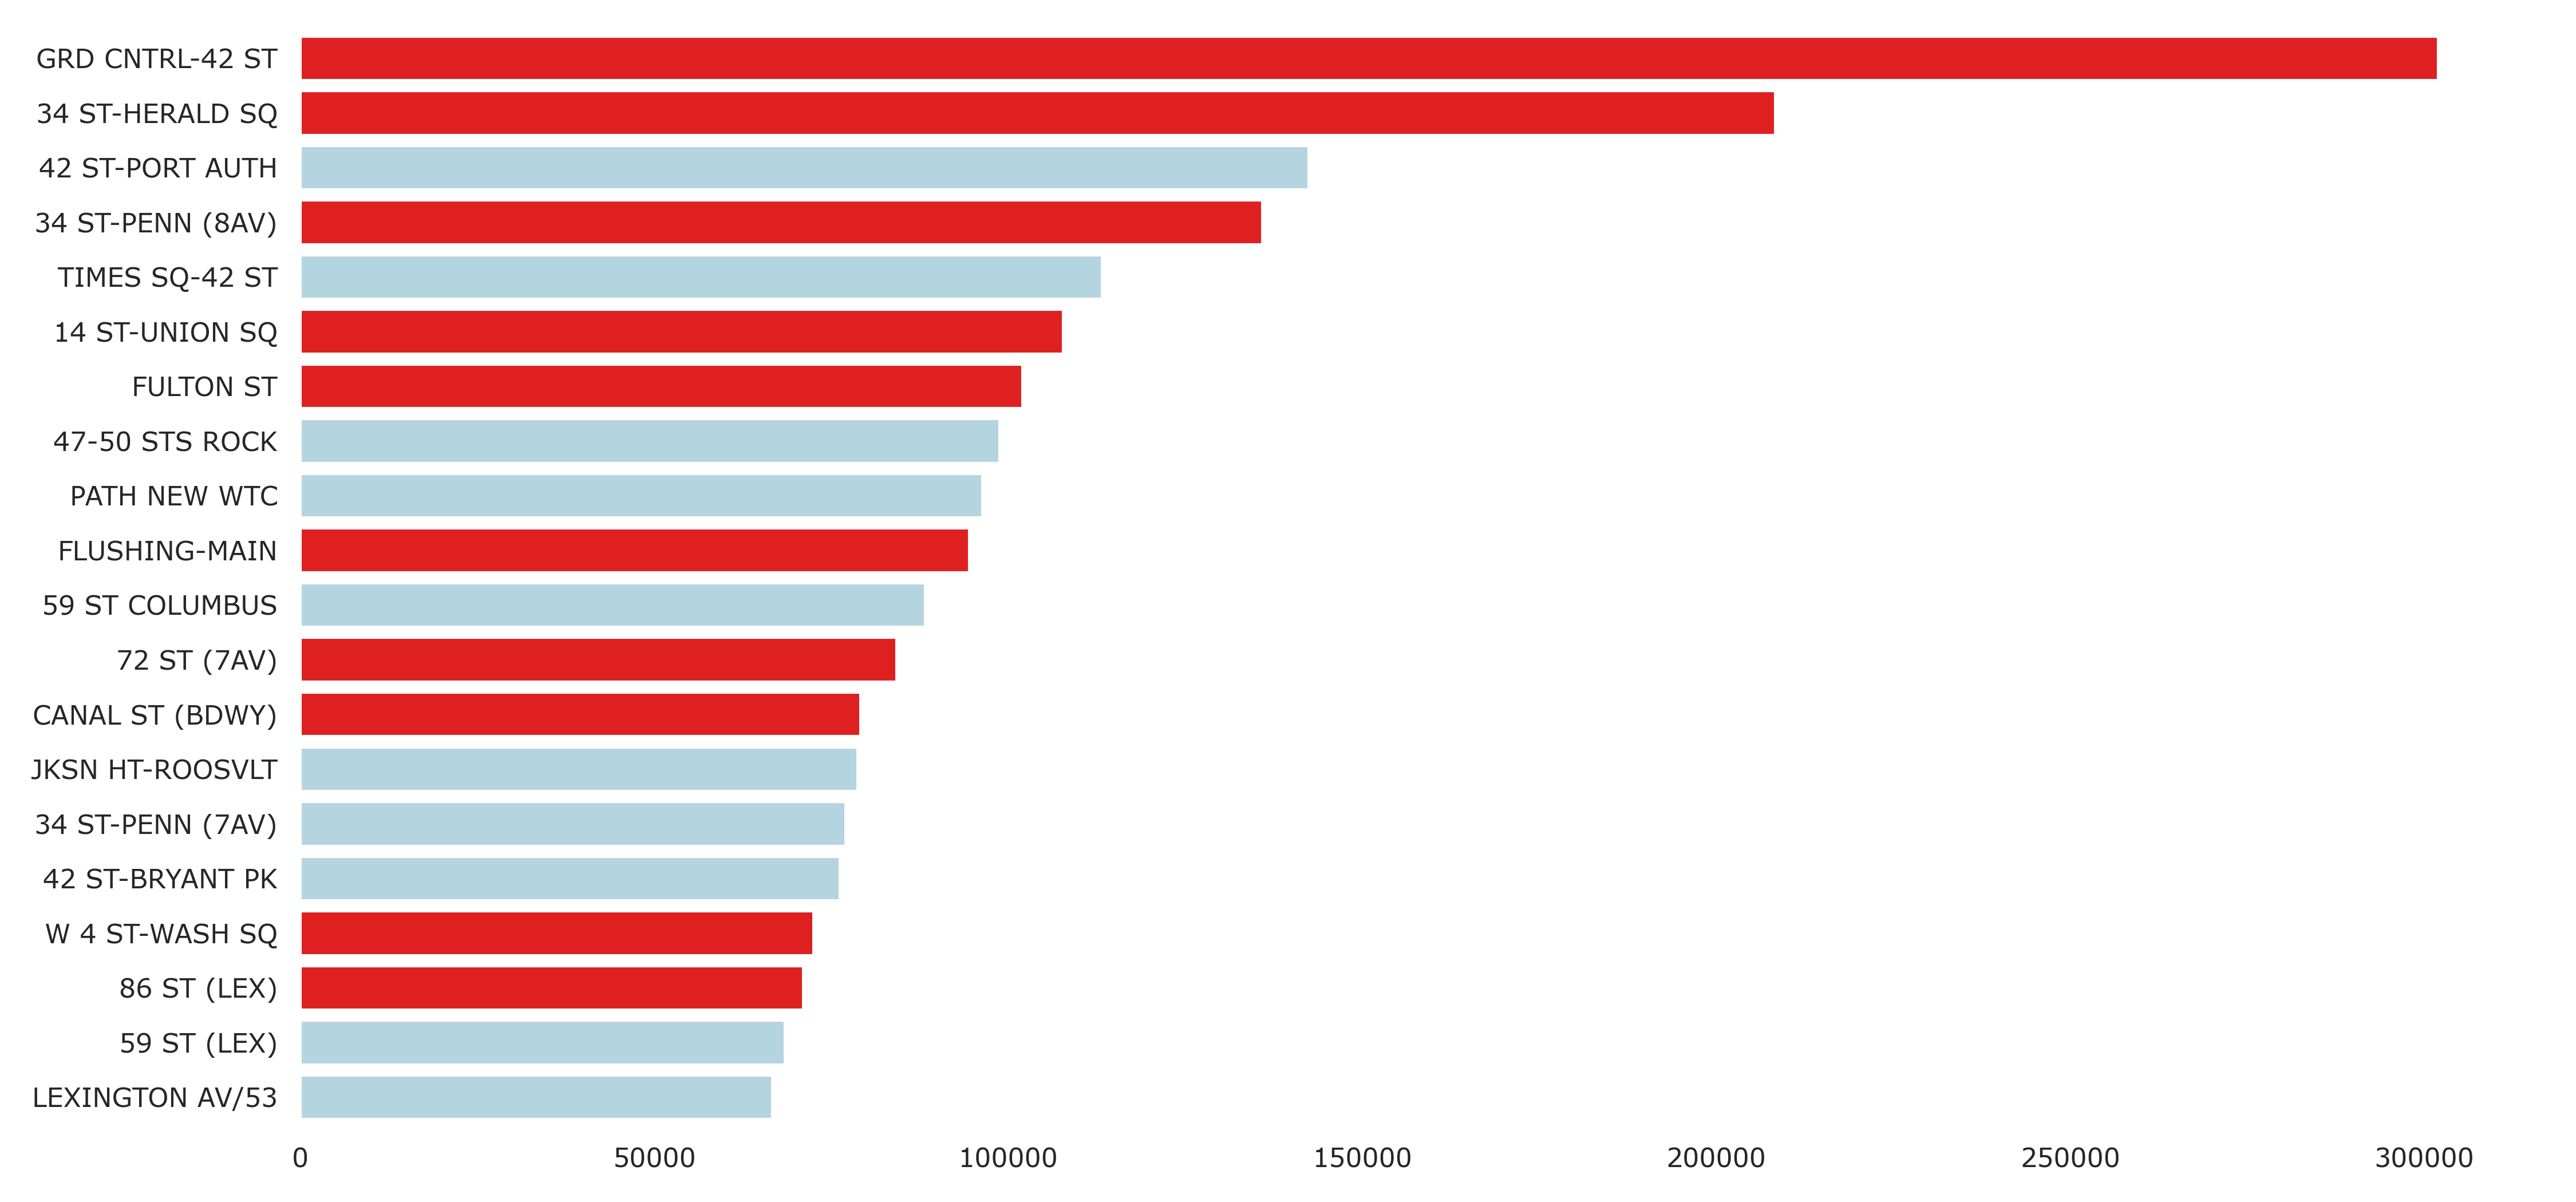 GRD CNTRL-42 ST
34 ST-HERALD SQ
42 ST-PORT AUTH
34 ST-PENN (8AV)
TIMES SQ-42 ST
14 ST-UNION SQ
FULTON ST
47-50 STS ROCK
PATH NEW WTC
FLUSHING-MAIN
59 ST COLUMBUS
72 ST (7AV)
CANAL ST (BDWY)
JKSN HT-ROOSVLT
34 ST-PENN (7AV)
42 ST-BRYANT PK
W 4 ST-WASH SQ
86 ST (LEX)
59 ST (LEX)
LEXINGTON AV/53
0 50000 100000 150000 200000 250000 300000